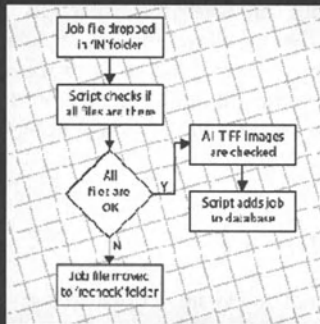 Job file dropped
in 'IN' folder
Script checks if
all files are there
All
files are
OK
Y
N
All TIFF images
are checked
Script adds job
to database
Job file moved
to 'recheck' folder